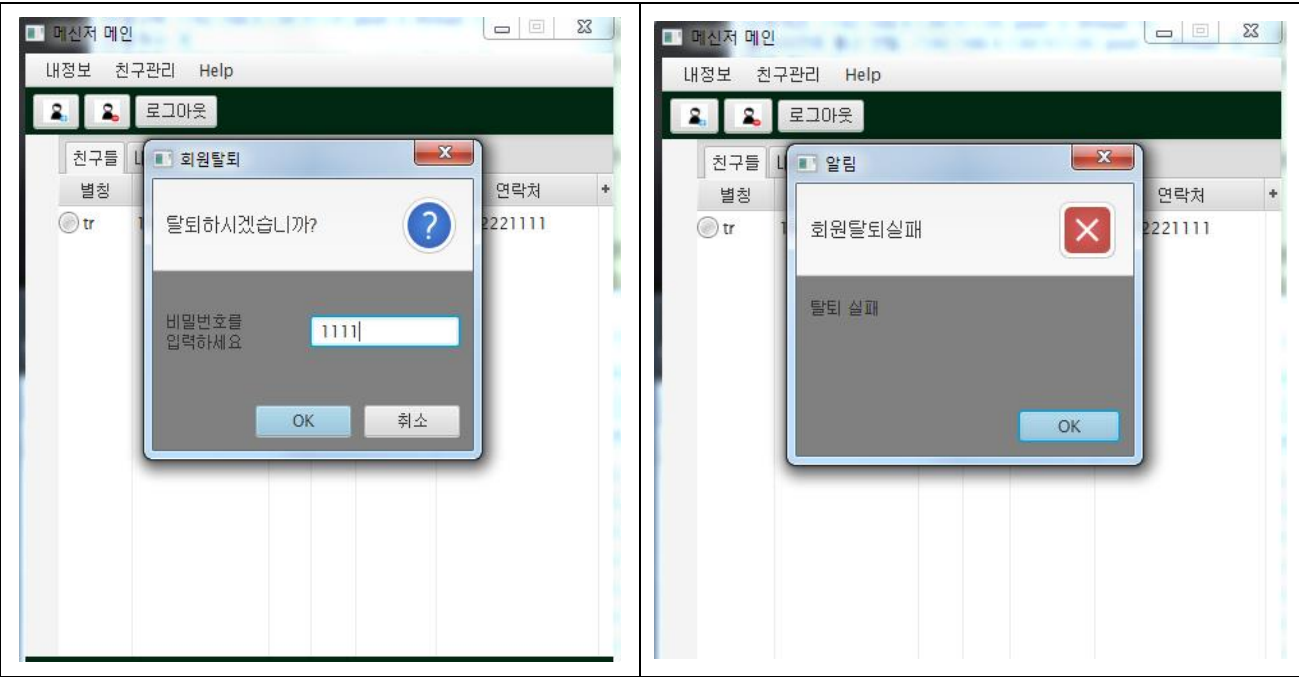 메신저 메인
내정보 친구관리 Help
로그아웃
친구들
별칭 연락처 +
tr 2221111
회원탈퇴
탈퇴하시겠습니까?
?
비밀번호를
입력하세요
1111
OK 취소
메신저 메인
내정보 친구관리 Help
로그아웃
친구들
별칭 연락처 +
tr 2221111
알림
회원탈퇴실패
탈퇴 실패
OK